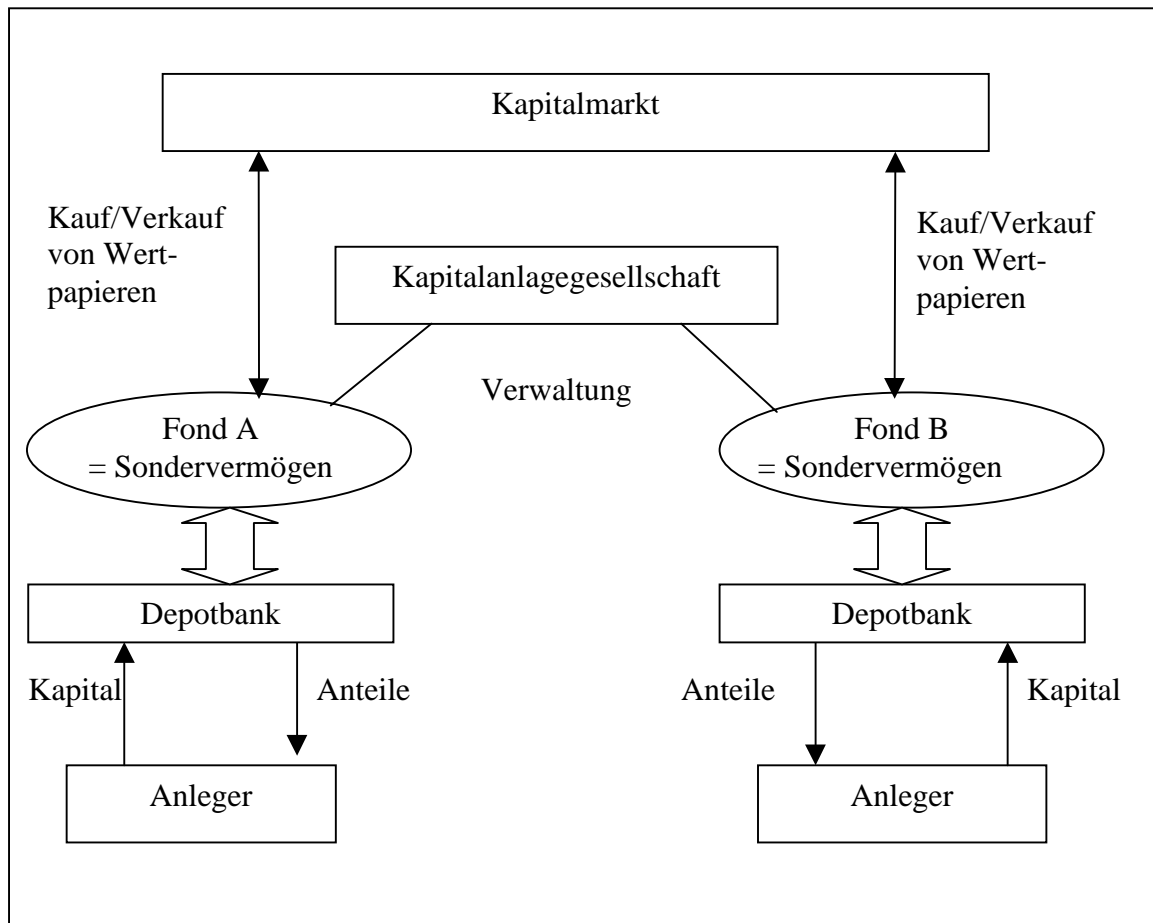 Kapitalmarkt
Kauf/Verkauf
von Wert-
papieren
Kauf/Verkauf
von Wert-
papieren
Kapitalanlagegesellschaft
Verwaltung
Fond A
= Sondervermögen
Fond B
= Sondervermögen
Depotbank
Depotbank
Kapital
Anteile
Anteile
Kapital
Anleger
Anleger